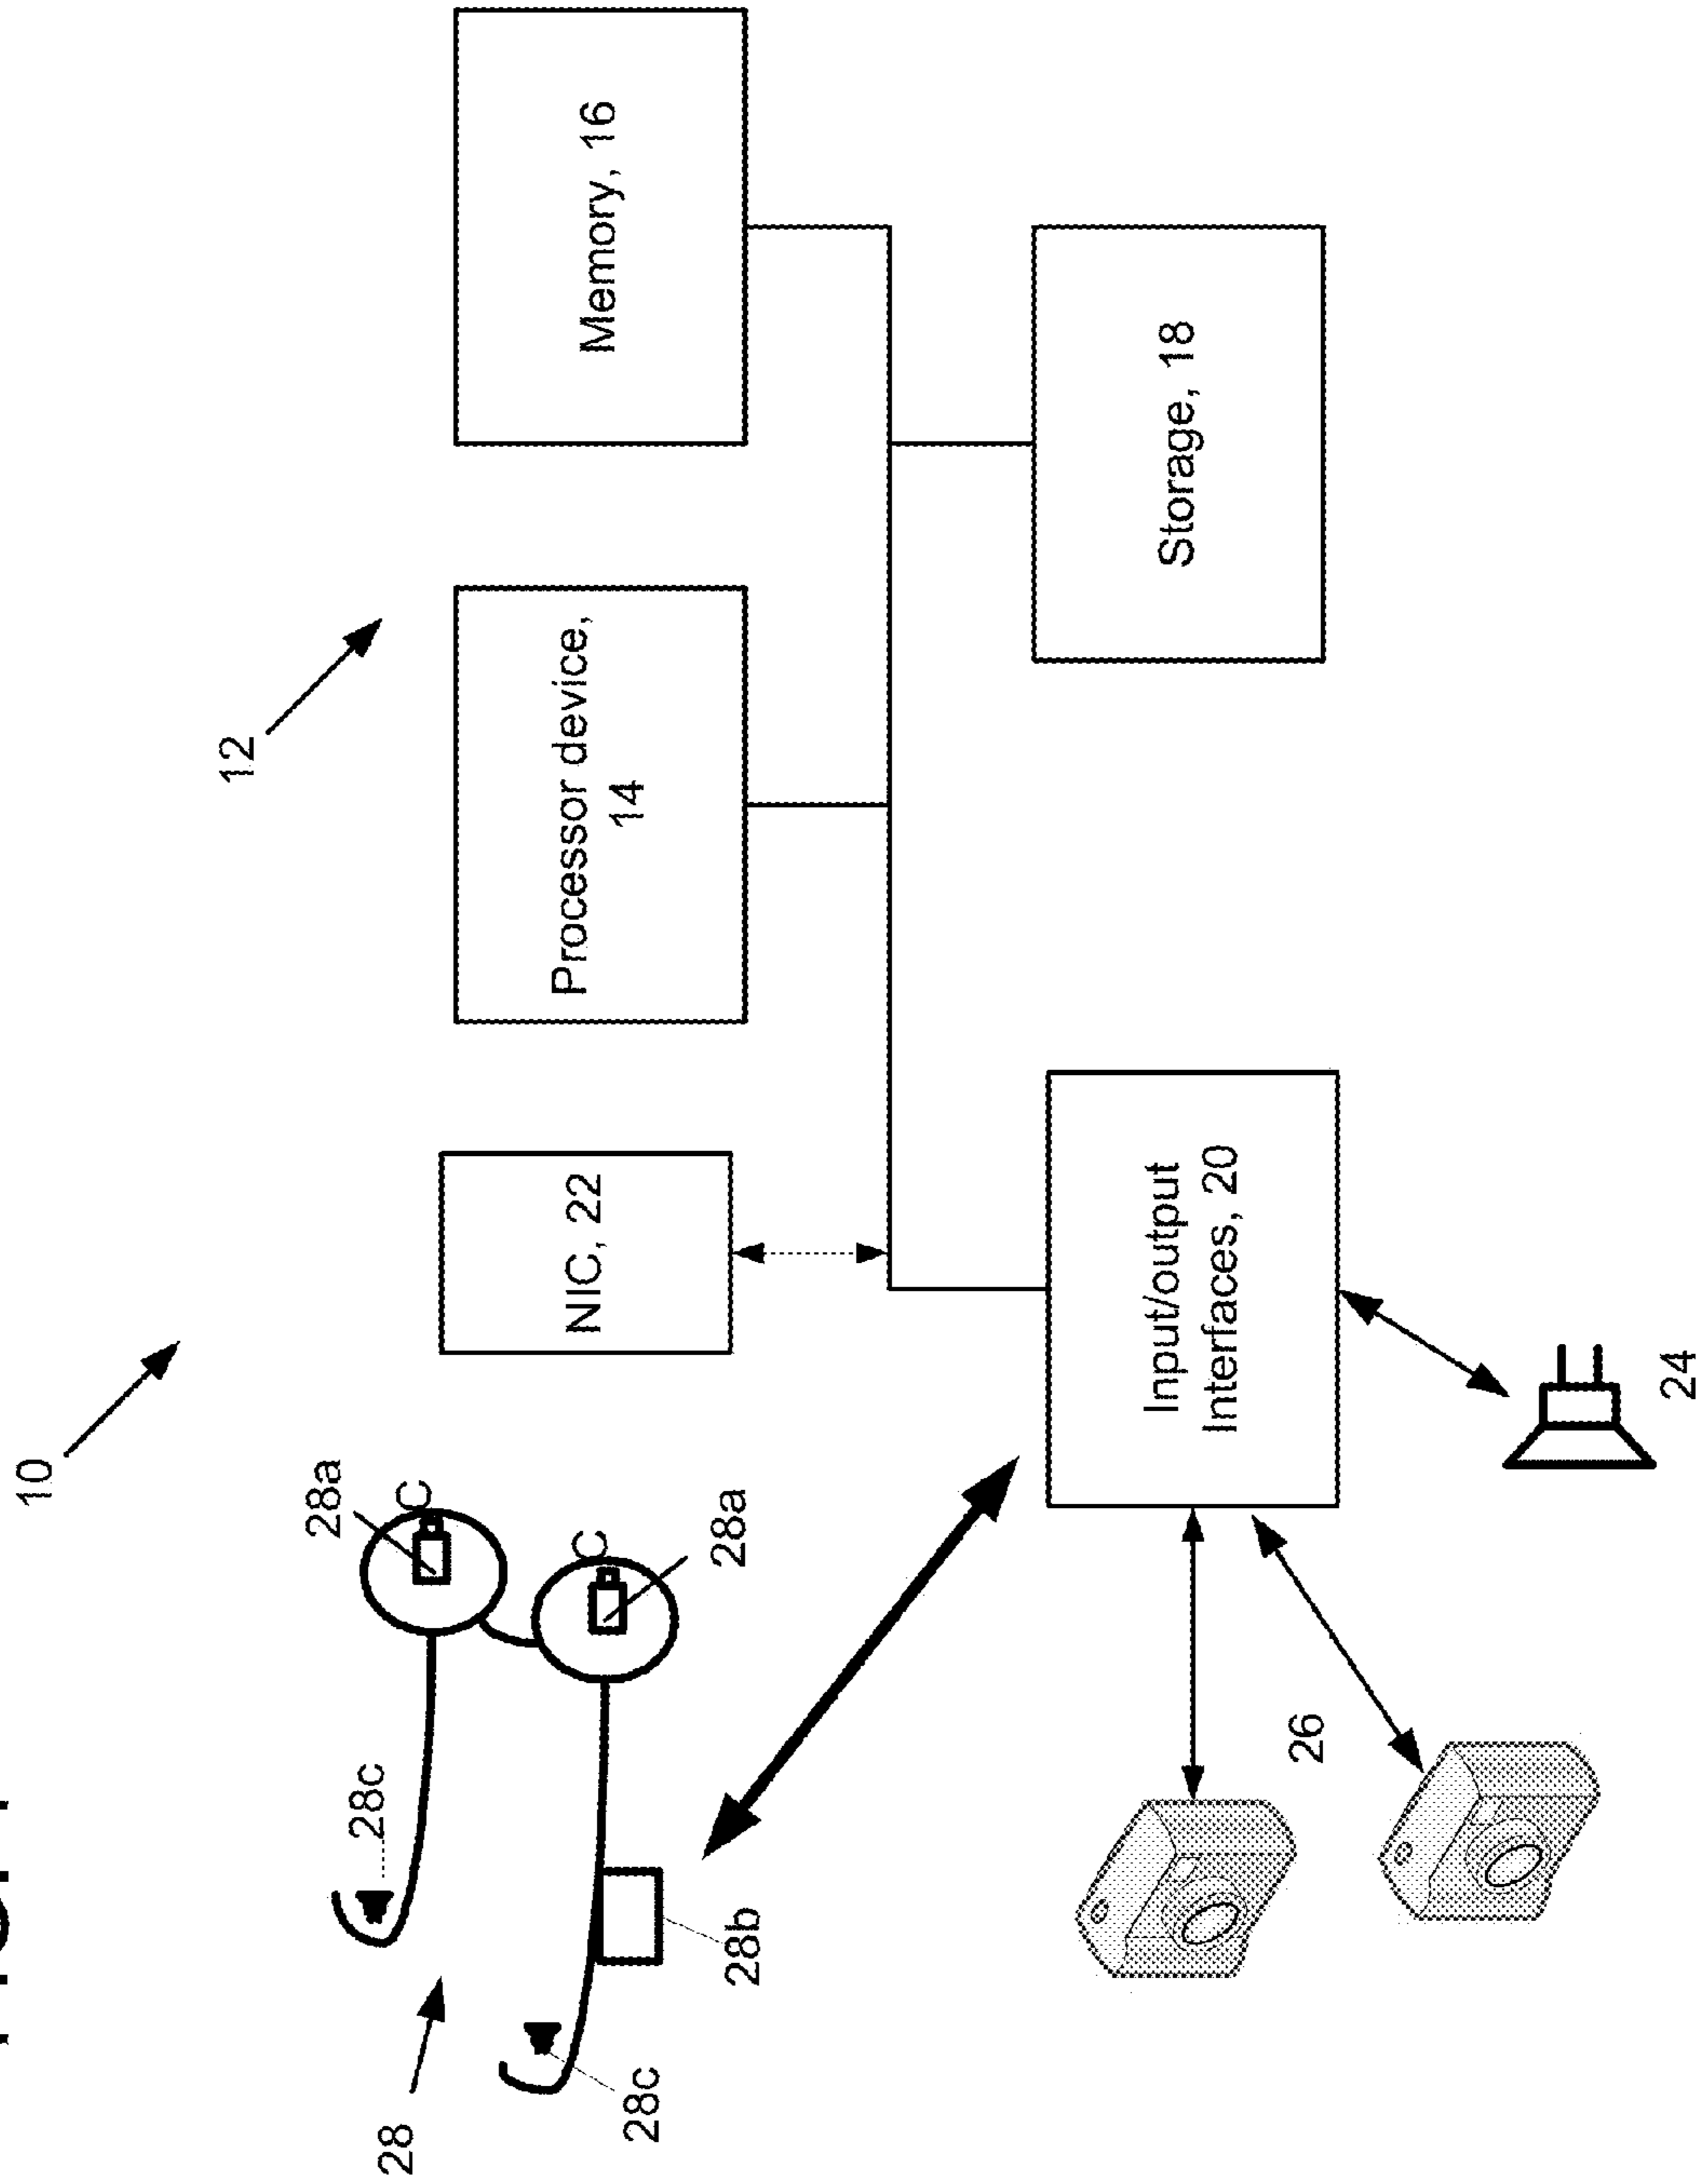 10
12
28a
28c
28
C
Processor device,
14
NIC, 22
C
Memory, 16
28c
28a
28b
Input/output
Interfaces, 20
Storage, 18
26
24